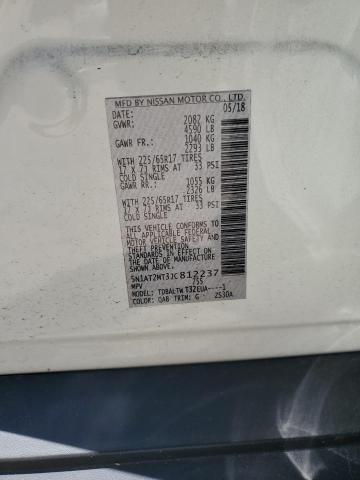 MFD BY NISSAN MOTOR CO., LTD.
DATE: 05/18
GVWR: 2082 KG
4590 LB
GAWR FR.: 1040 KG
2293 LB
WITH 225/65R17 TIRES
17 X 7J RIMS AT 33 PSI
COLD SINGLE
GAWR RR.: 1055 KG
2326 LB
WITH 225/65R17 TIRES
17 X 7J RIMS AT 33 PSI
COLD SINGLE
THIS VEHICLE CONFORMS TO
ALL APPLICABLE FEDERAL
MOTOR VEHICLE SAFETY,
BUMPER, AND
THEFT PREVENTION
STANDARDS IN EFFECT ON
THE DATE OF MANUFACTURE
SHOWN ABOVE.
5N1AT2MT3JC812237
MPV 755
MODEL: TDBALTWT32EUA----1
COLOR: QAB TRIM: G - 2530A